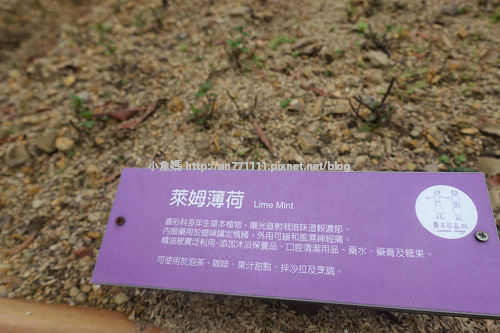 小魚媽 http://an771111.pixnet.net/blog
萊姆薄荷 Lime Mint
唇形科多年生草本植物，陽光直射栽培味道較濃郁。
內服藥用於提神鎮定情緒，外用可緩和風濕神經痛。
精油被廣泛利用-添加沐浴保養品、口腔清潔用品、藥水、藥膏及糖果。
可使用於泡茶、咖啡、果汁甜點、拌沙拉及烹調。